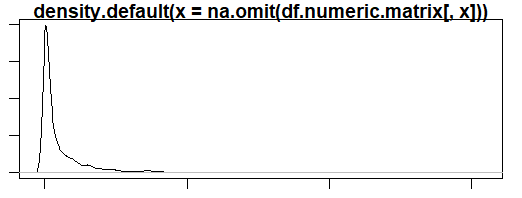 density.default(x = na.omit(df.numeric.matrix[, x]))